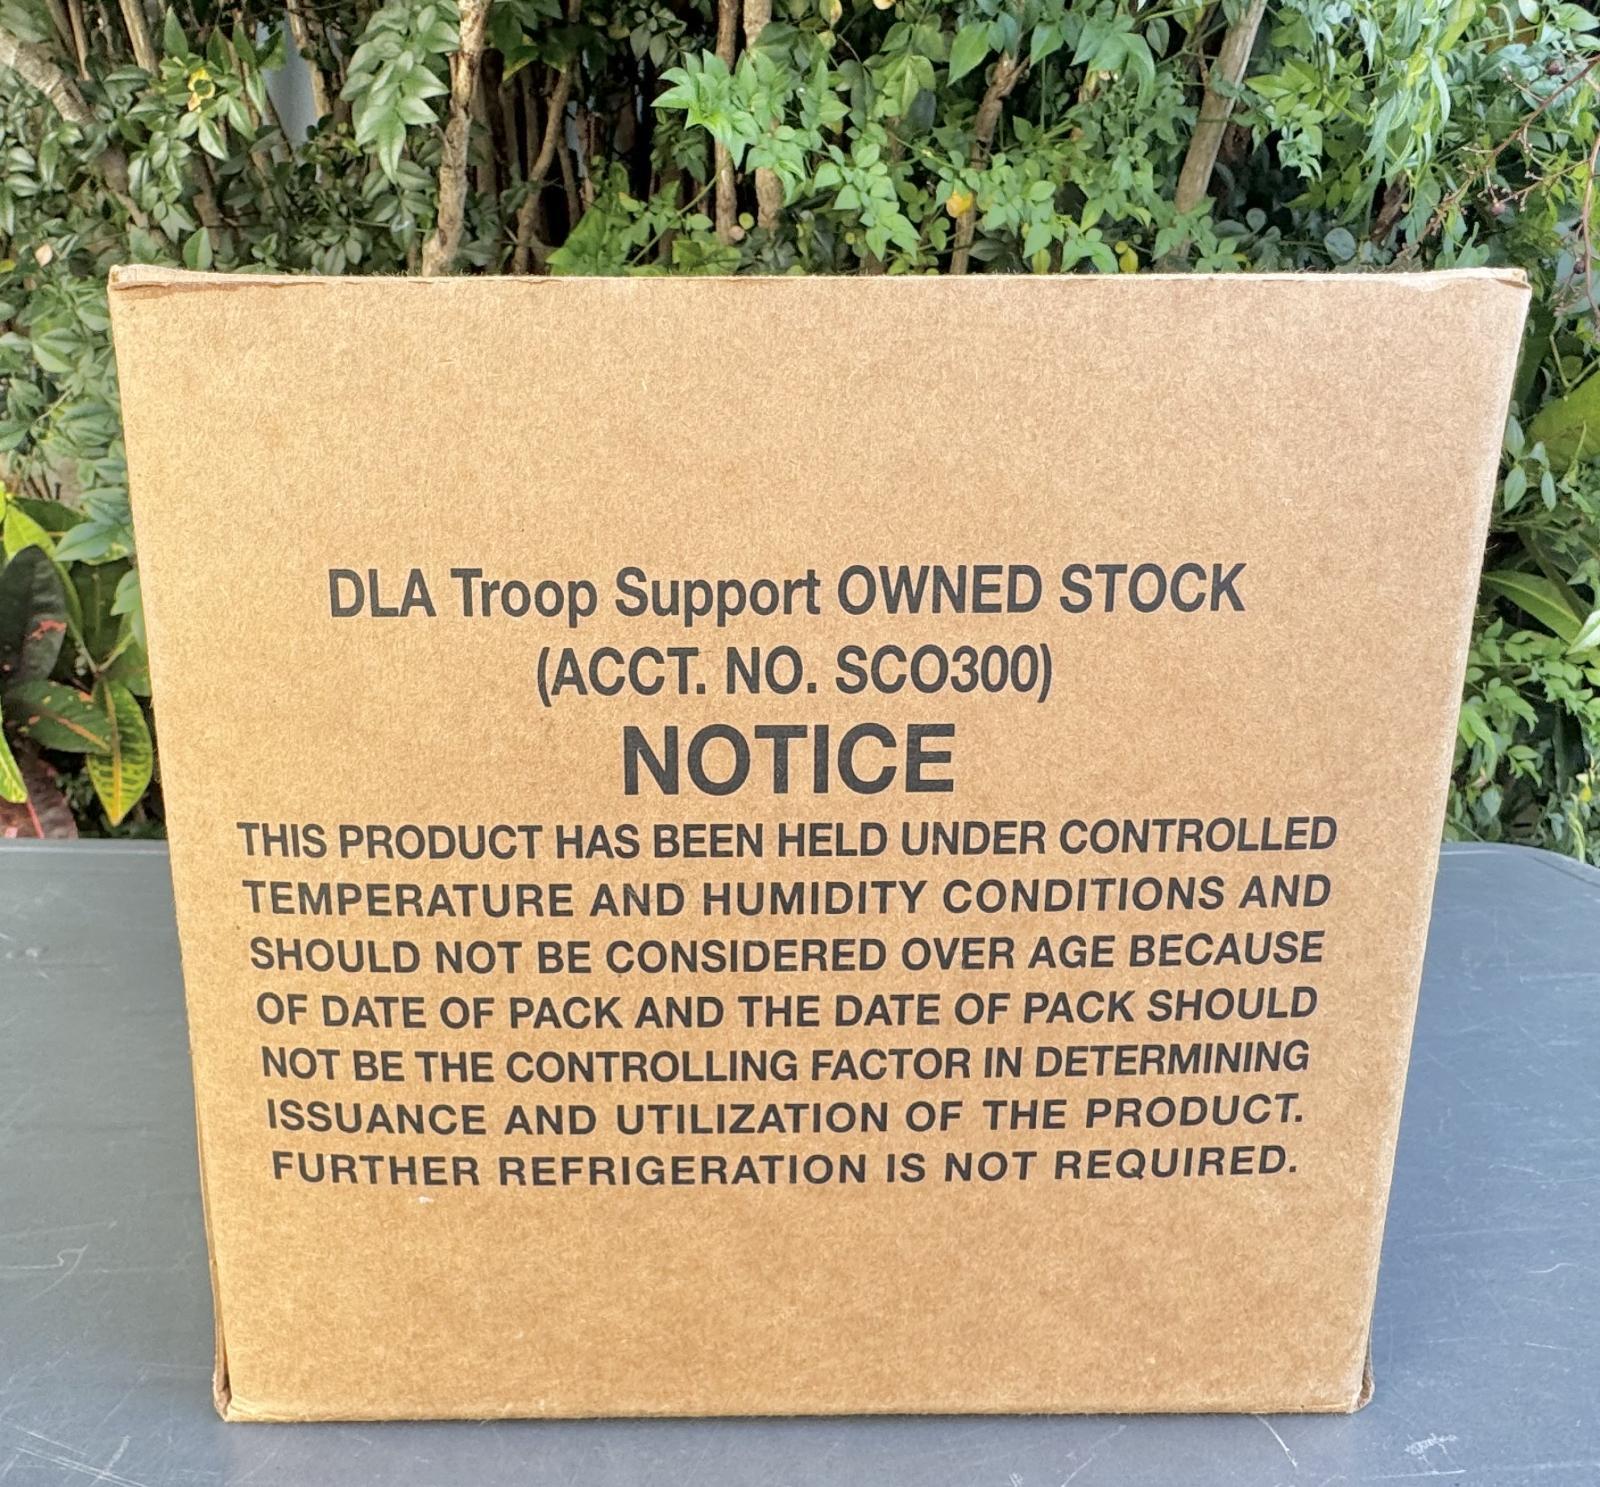 DLA Troop Support OWNED STOCK
(ACCT. NO. SCO300)
NOTICE
THIS PRODUCT HAS BEEN HELD UNDER CONTROLLED
TEMPERATURE AND HUMIDITY CONDITIONS AND
SHOULD NOT BE CONSIDERED OVER AGE BECAUSE
OF DATE OF PACK AND THE DATE OF PACK SHOULD
NOT BE THE CONTROLLING FACTOR IN DETERMINING
ISSUANCE AND UTILIZATION OF THE PRODUCT.
FURTHER REFRIGERATION IS NOT REQUIRED.